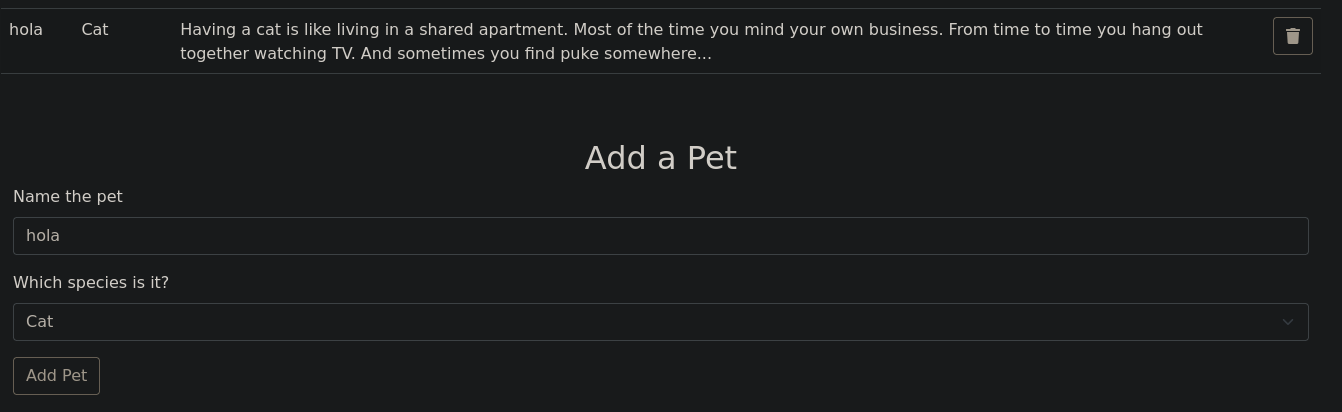 hola Cat Having a cat is like living in a shared apartment. Most of the time you mind your own business. From time to time you hang out
together watching TV. And sometimes you find puke somewhere...
Add a Pet
Name the pet
hola
Which species is it?
Cat
Add Pet